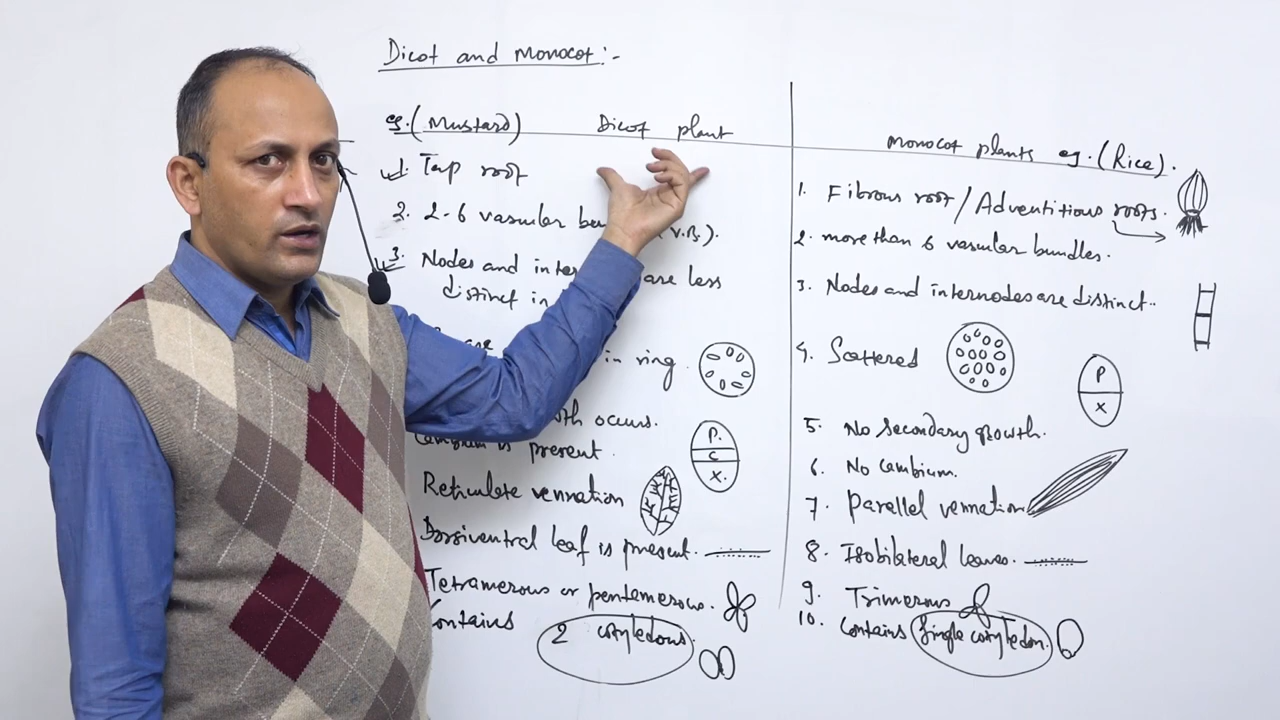 Dicot and Monocot:-
eg. (Mustard) Dicot plant
1. Tap root
2. 2-6 vascular (v.B.).
3. Nodes and are less
distinct in
in ring.
occurs.
is present.
Reticulate vennation
Dorsiventral leaf is present.
Tetramerous or pentamerous.
Contains 2 cotyledons.
P.
C
X.
Monocot plants eg. (Rice).
1. Fibrous root / Adventitious roots.
2. more than 6 vascular bundles.
3. Nodes and internodes are distinct..
4. Scattered
P
X
5. No secondary growth.
6. No cambium.
7. Parallel vennation
8. Isobilateral leaves.
9. Trimerous
10. Contains Single cotyledon.